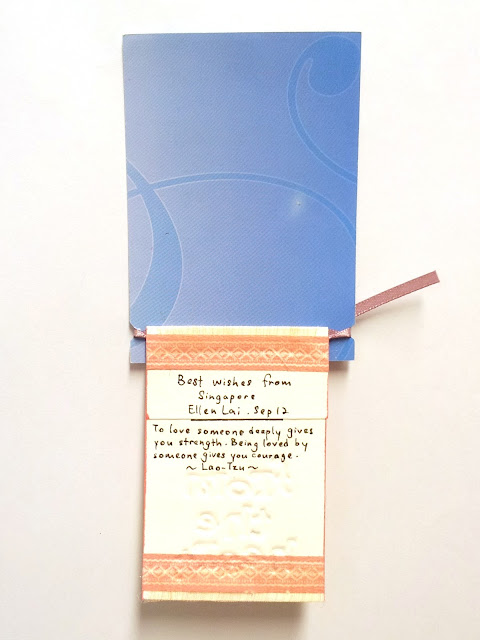 Best wishes from
Singapore
Ellen Lai . Sep 12
To love someone deeply gives
you strength. Being loved by
someone gives you courage.
~ Lao-Tzu ~